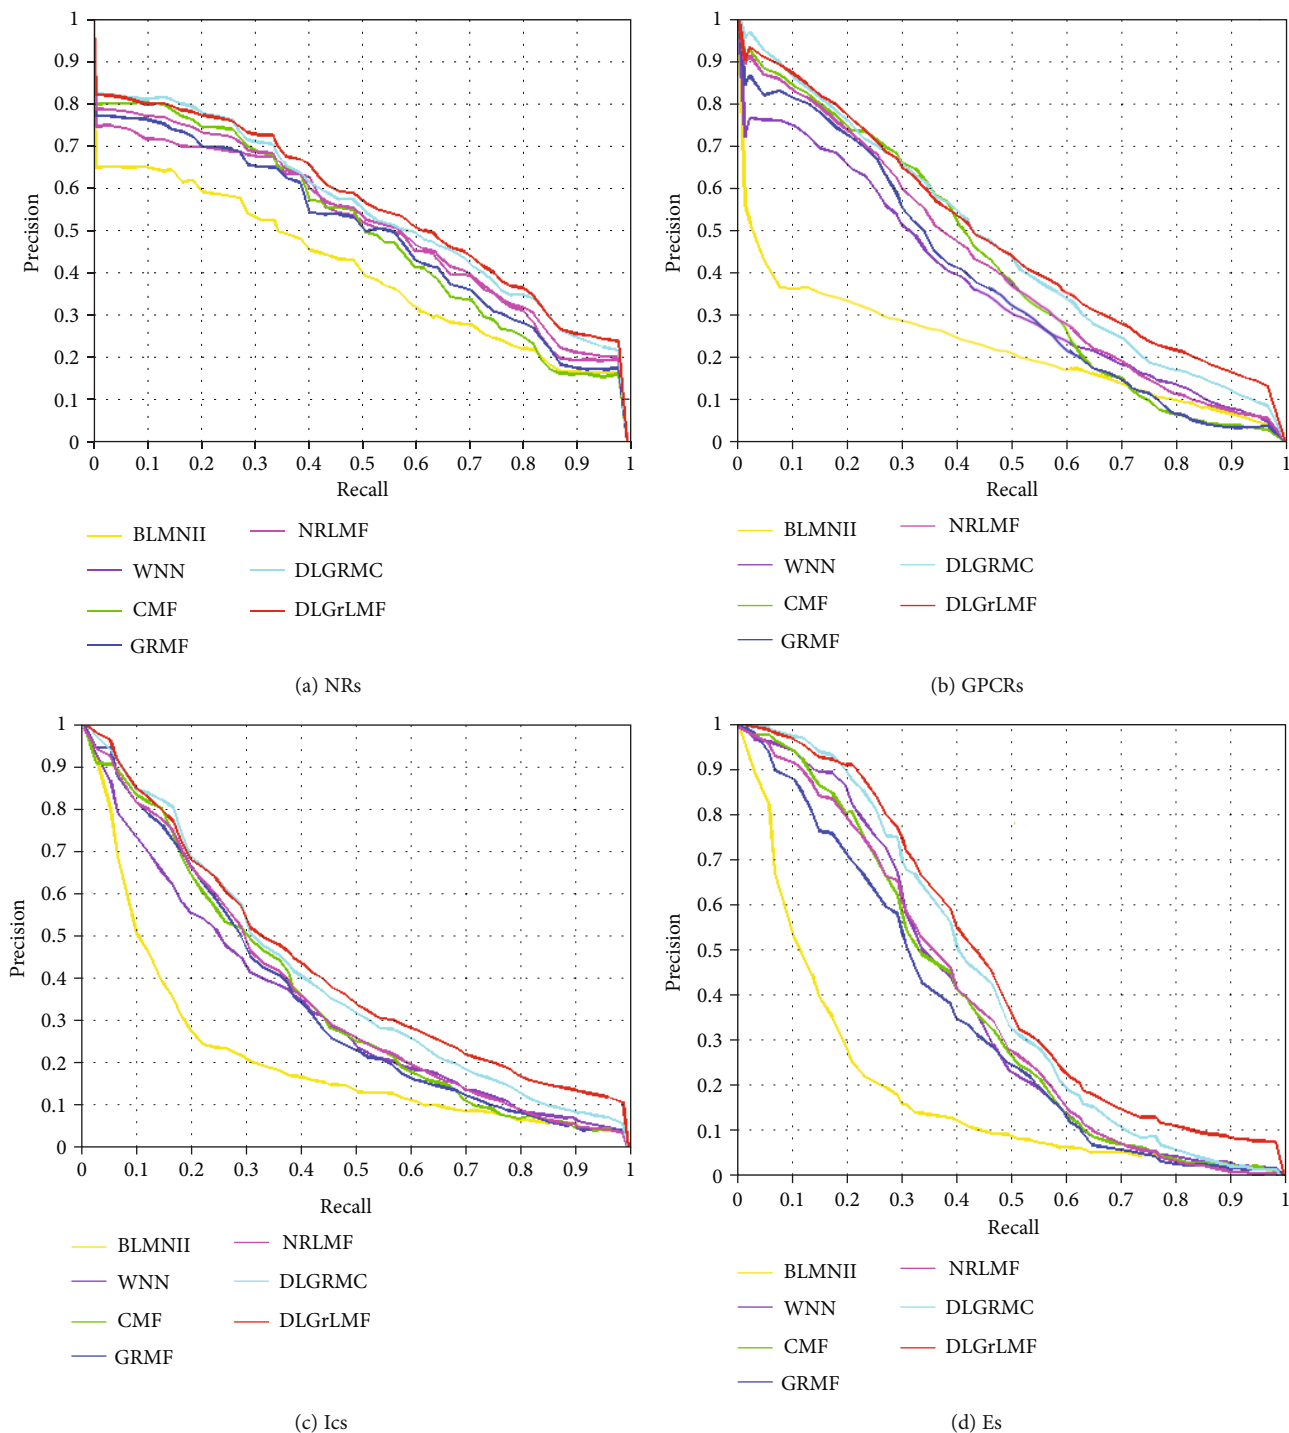 1
0.9
0.8
0.7
0.6
0.5
0.4
0.3
0.2
0.1
0
Precision
0 0.1 0.2 0.3 0.4 0.5 0.6 0.7 0.8 0.9 1
Recall
BLMNII
WNN
CMF
GRMF
NRLMF
DLGRMC
DLGrLMF
(a) NRs
1
0.9
0.8
0.7
0.6
0.5
0.4
0.3
0.2
0.1
0
Precision
0 0.1 0.2 0.3 0.4 0.5 0.6 0.7 0.8 0.9 1
Recall
BLMNII
WNN
CMF
GRMF
NRLMF
DLGRMC
DLGrLMF
(b) GPCRs
1
0.9
0.8
0.7
0.6
0.5
0.4
0.3
0.2
0.1
0
Precision
0 0.1 0.2 0.3 0.4 0.5 0.6 0.7 0.8 0.9 1
Recall
BLMNII
WNN
CMF
GRMF
NRLMF
DLGRMC
DLGrLMF
(c) Ics
1
0.9
0.8
0.7
0.6
0.5
0.4
0.3
0.2
0.1
0
Precision
0 0.1 0.2 0.3 0.4 0.5 0.6 0.7 0.8 0.9 1
Recall
BLMNII
WNN
CMF
GRMF
NRLMF
DLGRMC
DLGrLMF
(d) Es